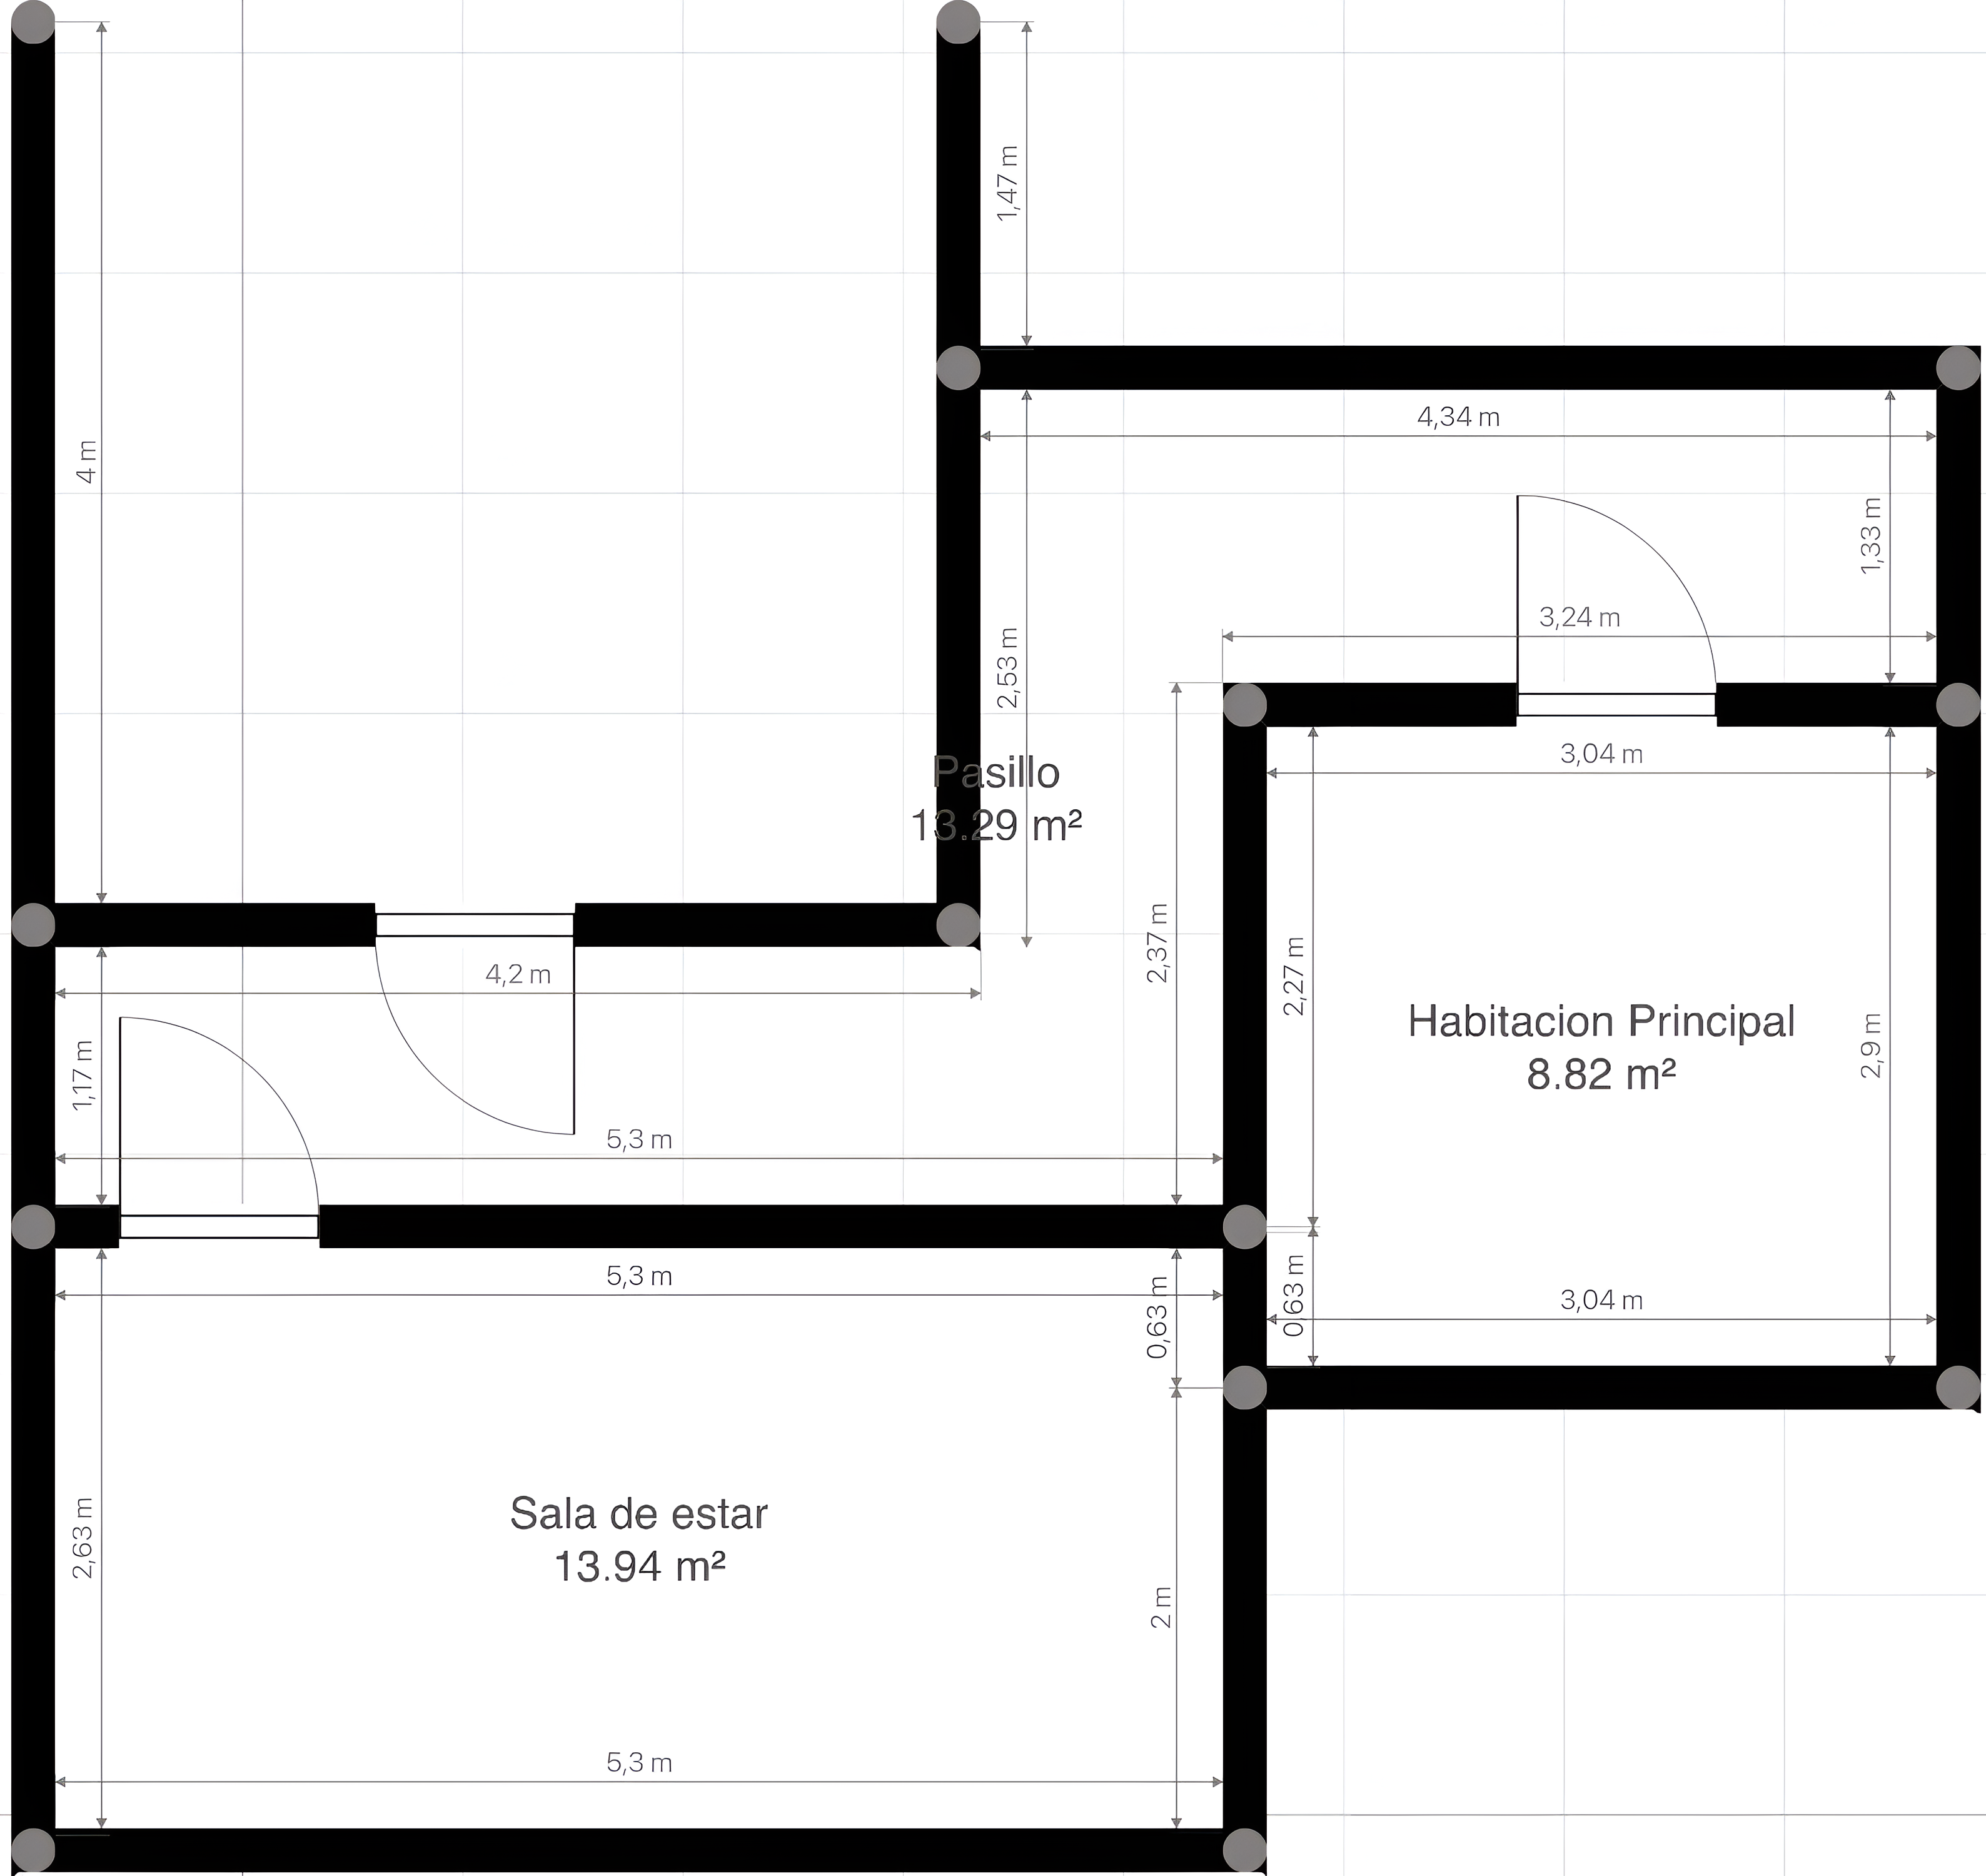 1,47 m
4 m
4,34 m
1,33 m
3,24 m
2,53 m
3,04 m
Pasillo
13.29 m²
2,37 m
2,27 m
4,2 m
Habitacion Principal
8.82 m²
2,9 m
1,17 m
5,3 m
5,3 m
0,63 m
0,63 m
3,04 m
Sala de estar
13.94 m²
2,63 m
2 m
5,3 m